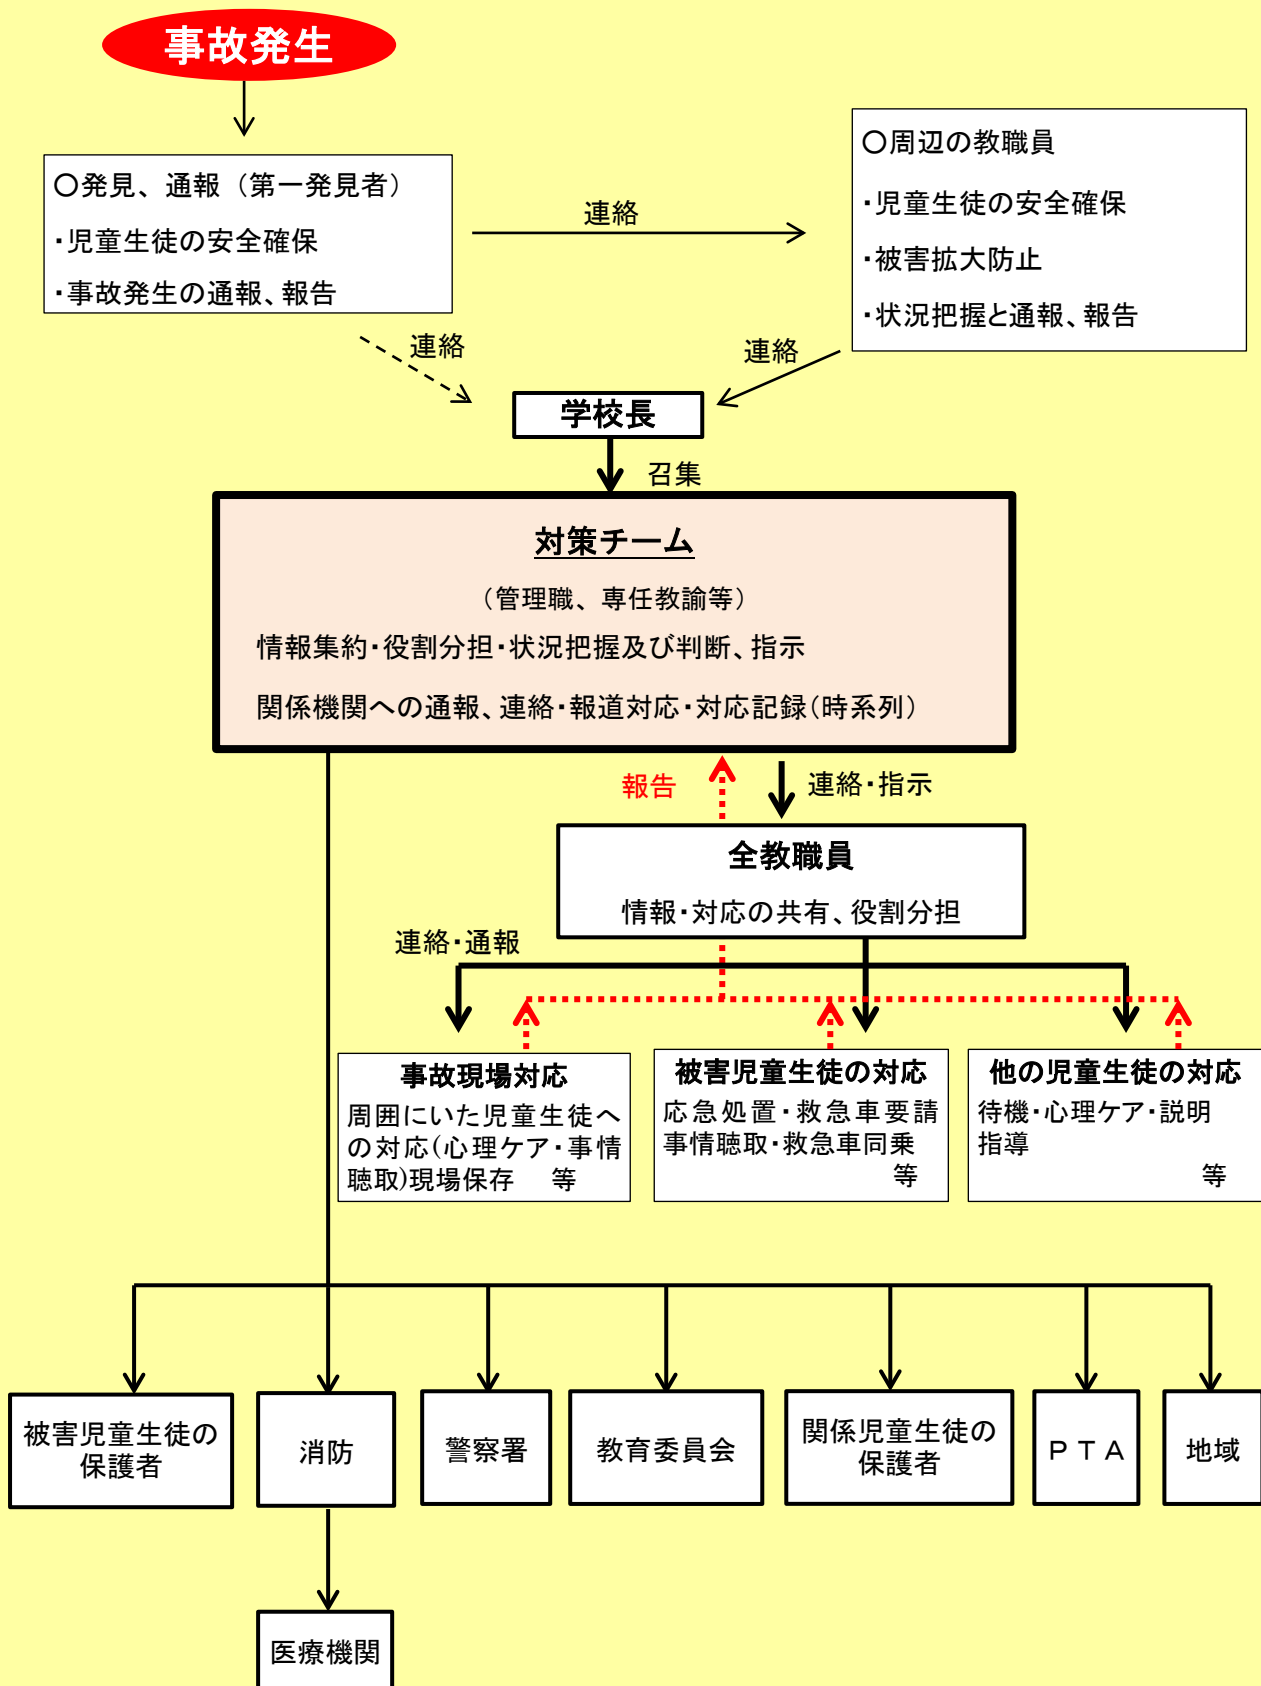 事故発生
〇発見、通報（第一発見者）
・児童生徒の安全確保
・事故発生の通報、報告
連絡
〇周辺の教職員
・児童生徒の安全確保
・被害拡大防止
・状況把握と通報、報告
連絡
連絡
学校長
召集
対策チーム
（管理職、専任教諭等）
情報集約・役割分担・状況把握及び判断、指示
関係機関への通報、連絡・報道対応・対応記録（時系列）
報告
連絡・指示
全教職員
情報・対応の共有、役割分担
連絡・通報
事故現場対応
周囲にいた児童生徒へ
の対応(心理ケア・事情
聴取)現場保存　等
被害児童生徒の対応
応急処置・救急車要請
事情聴取・救急車同乗
等
他の児童生徒の対応
待機・心理ケア・説明
指導
等
被害児童生徒の
保護者
消防
警察署
教育委員会
関係児童生徒の
保護者
ＰＴＡ
地域
医療機関